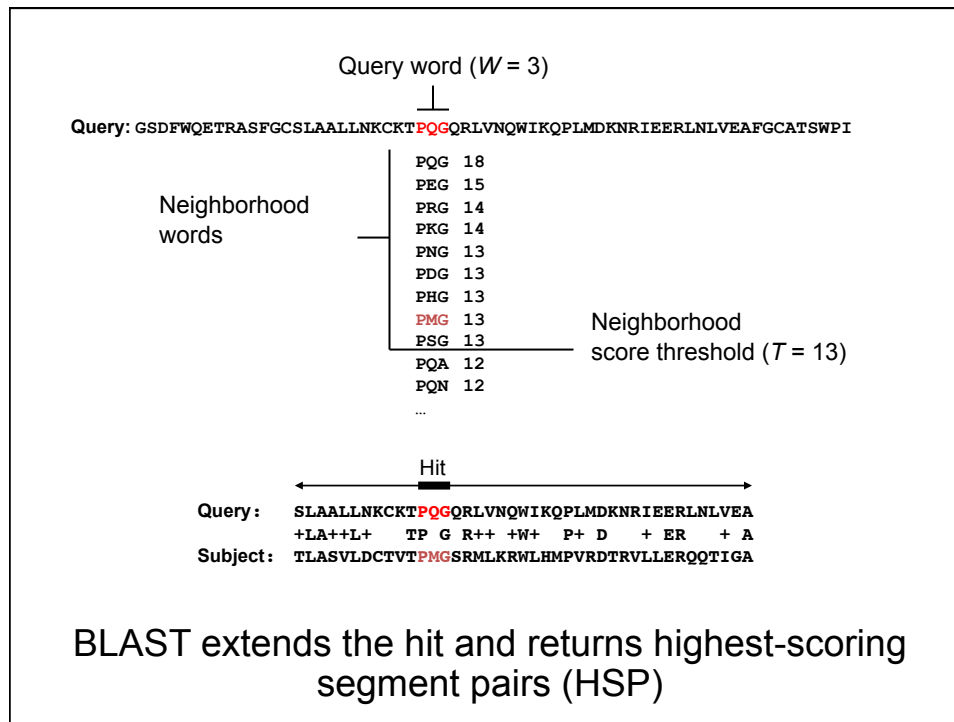 Query word (W = 3)
Query: GSDFWQETRASFGCSLAALLNKCKTPQGQRLVNQWIKQPLMDKNRIEERLNLVEAFGCATSWPI
Neighborhood
words
PQG 18
PEG 15
PRG 14
PKG 14
PNG 13
PDG 13
PHG 13
PMG 13
PSG 13
PQA 12
PQN 12
…
Neighborhood
score threshold (T = 13)
Hit
Query: SLAALLNKCKTPQGQRLVNQWIKQPLMDKNRIEERLNLVEA
+LA++L+ TP G R++ +W+ P+ D + ER + A
Subject: TLASVLDCTVTPMGSRMLKRWLHMPVRDTRVLLERQQTIGA
BLAST extends the hit and returns highest-scoring
segment pairs (HSP)